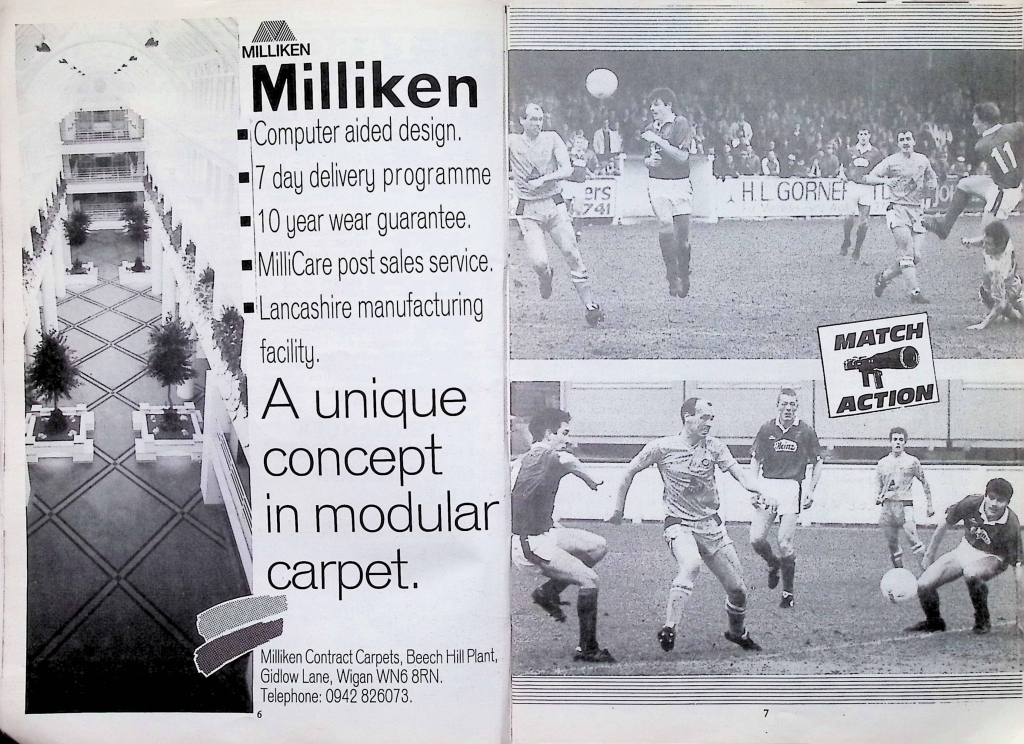 MILLIKEN
Milliken
Computer aided design.
7 day delivery programme
10 year wear guarantee.
MilliCare post sales service.
Lancashire manufacturing
facility.
A unique
concept
in modular
carpet.
Milliken Contract Carpets, Beech Hill Plant,
Gidlow Lane, Wigan WN6 8RN.
Telephone: 0942 826073.
6
11
ers
741
H.L GORNER
MATCH
ACTION
Heinz
7